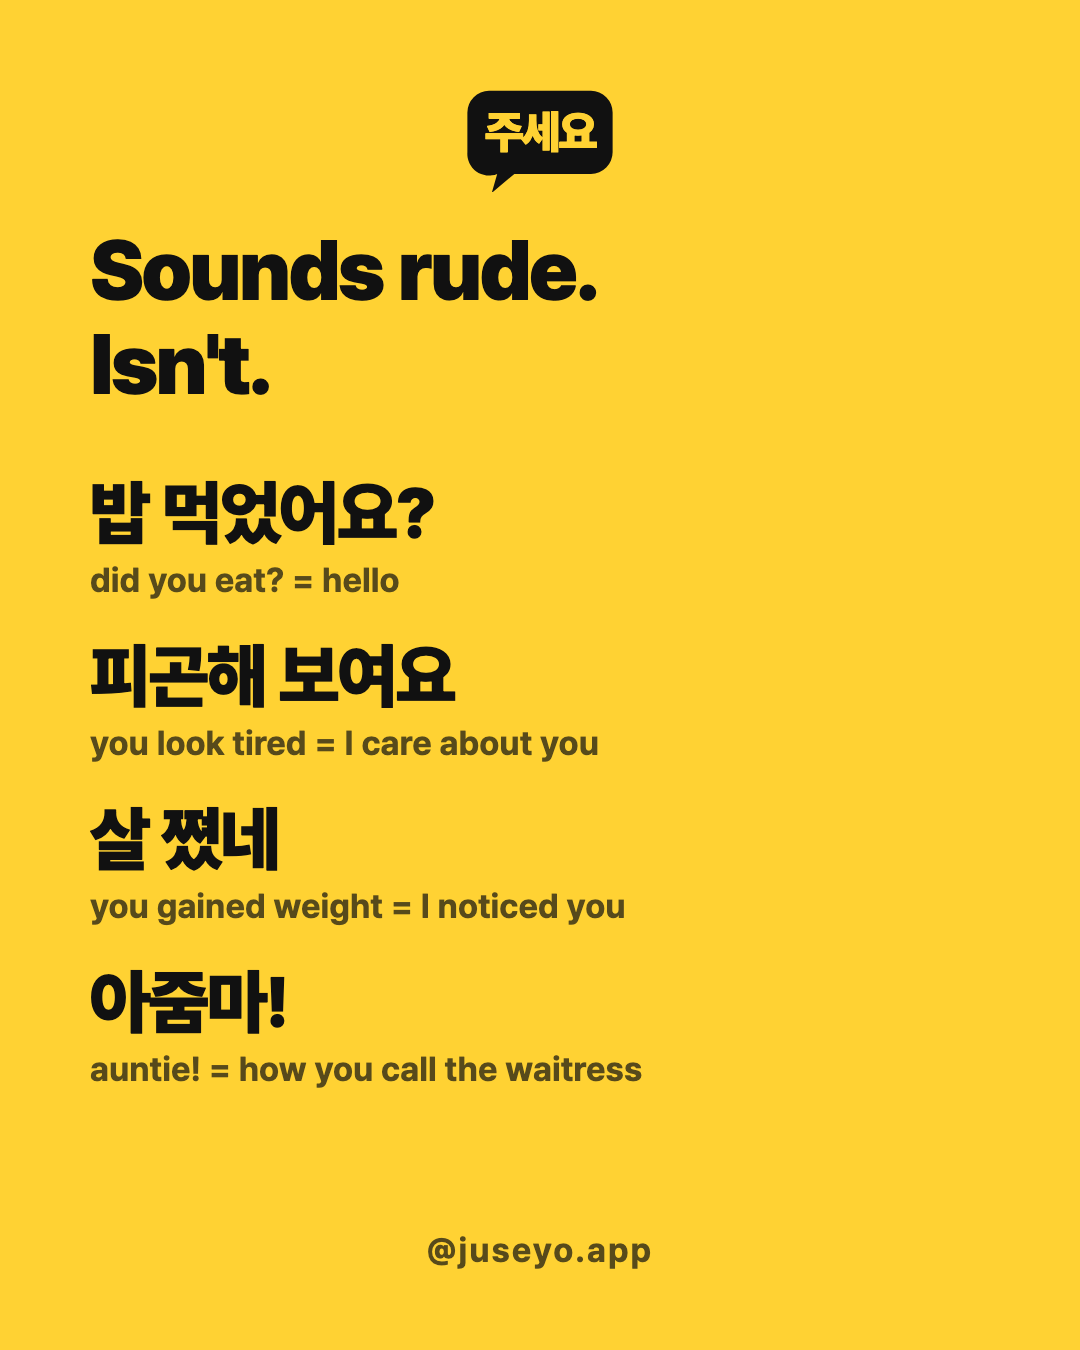 주세요
Sounds rude.
Isn't.
밥 먹었어요?
did you eat? = hello
피곤해 보여요
you look tired = I care about you
살 쪘네
you gained weight = I noticed you
아줌마!
auntie! = how you call the waitress
@juseyo.app